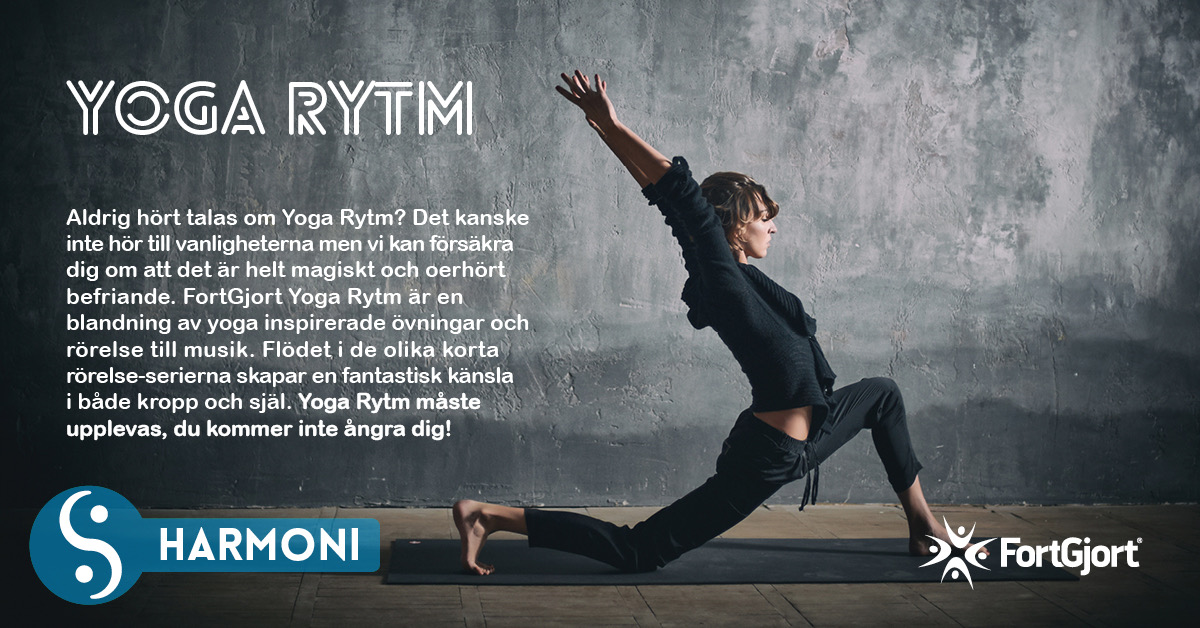 YOGA RYTM
Aldrig hört talas om Yoga Rytm? Det kanske
inte hör till vanligheterna men vi kan försäkra
dig om att det är helt magiskt och oerhört
befriande. FortGjort Yoga Rytm är en
blandning av yoga inspirerade övningar och
rörelse till musik. Flödet i de olika korta
rörelse-serierna skapar en fantastisk känsla
i både kropp och själ. Yoga Rytm måste
upplevas, du kommer inte ångra dig!
HARMONI
FortGjort®